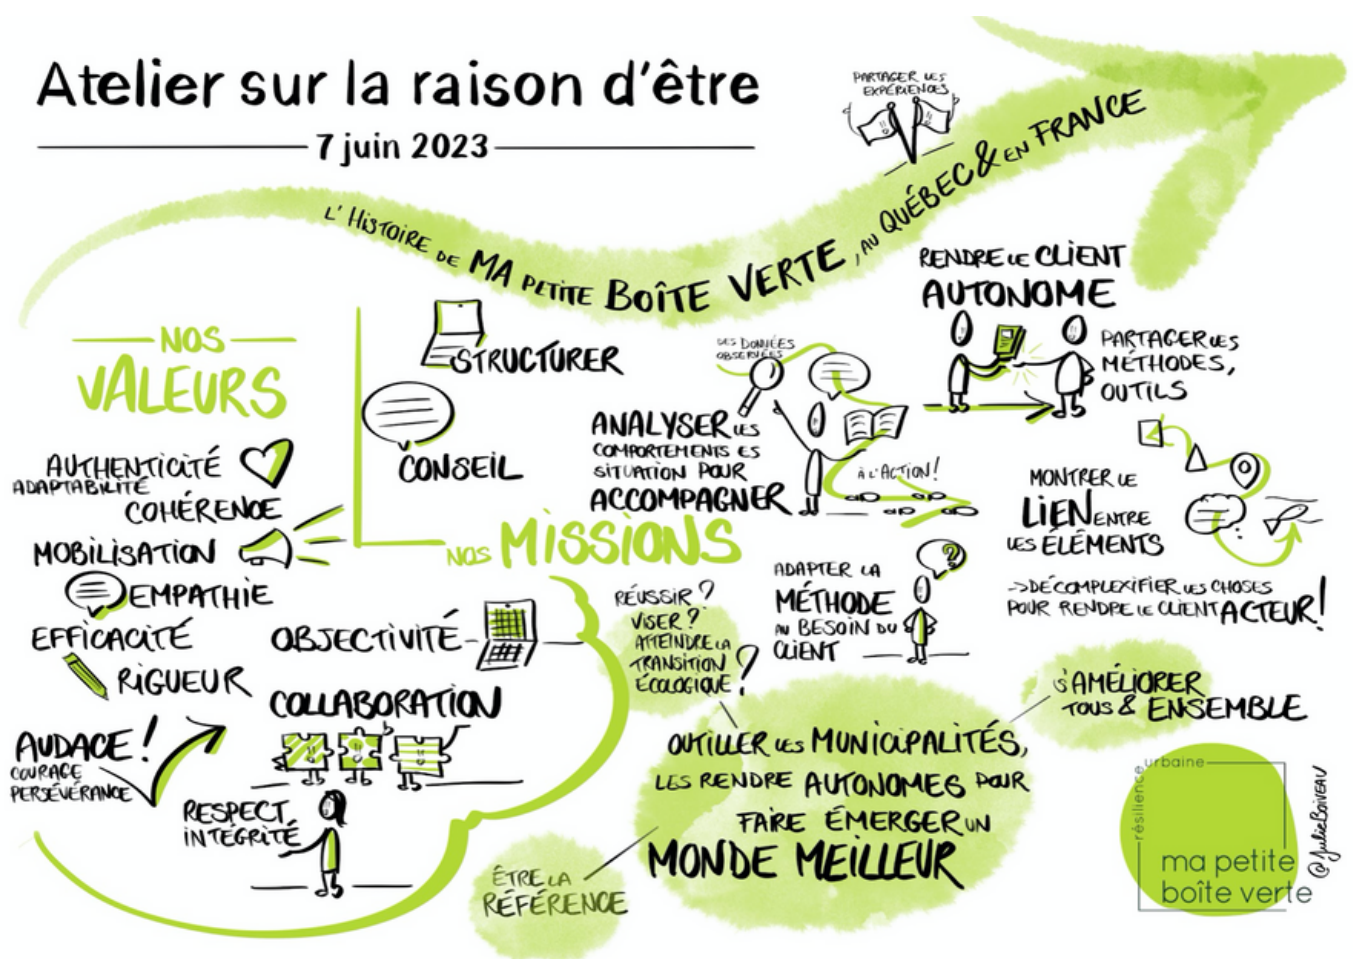 Atelier sur la raison d'être
7 juin 2023
PARTAGER LES
EXPÉRIENCES
L'HISTOIRE DE MA PETITE BOÎTE VERTE, AU QUÉBEC & EN FRANCE
NOS
VALEURS
AUTHENTICITÉ
ADAPTABILITÉ
COHÉRENCE
MOBILISATION
EMPATHIE
EFFICACITÉ
RIGUEUR
AUDACE!
COURAGE
PERSÉVÉRANCE
OBJECTIVITÉ
COLLABORATION
RESPECT
INTÉGRITÉ
STRUCTURER
CONSEIL
NOS MISSIONS
DES DONNÉES
OBSERVÉES
ANALYSER LES
COMPORTEMENTS ES
SITUATION POUR
ACCOMPAGNER
À L'ACTION!
RENDRE LE CLIENT
AUTONOME
PARTAGER LES
MÉTHODES,
OUTILS
MONTRER LE
LIEN ENTRE
LES ÉLÉMENTS
-> DÉCOMPLEXIFIER LES CHOSES
POUR RENDRE LE CLIENT ACTEUR!
ADAPTER LA
MÉTHODE
AU BESOIN DU
CLIENT
?
RÉUSSIR?
VISER?
ATTEINDRE LA
TRANSITION
ÉCOLOGIQUE?
OUTILLER LES MUNICIPALITÉS,
LES RENDRE AUTONOMES POUR
FAIRE ÉMERGER UN
MONDE MEILLEUR
S'AMÉLIORER
TOUS & ENSEMBLE
ÊTRE LA
RÉFÉRENCE
résilience urbaine
ma petite
boîte verte
@JulieBoiveau